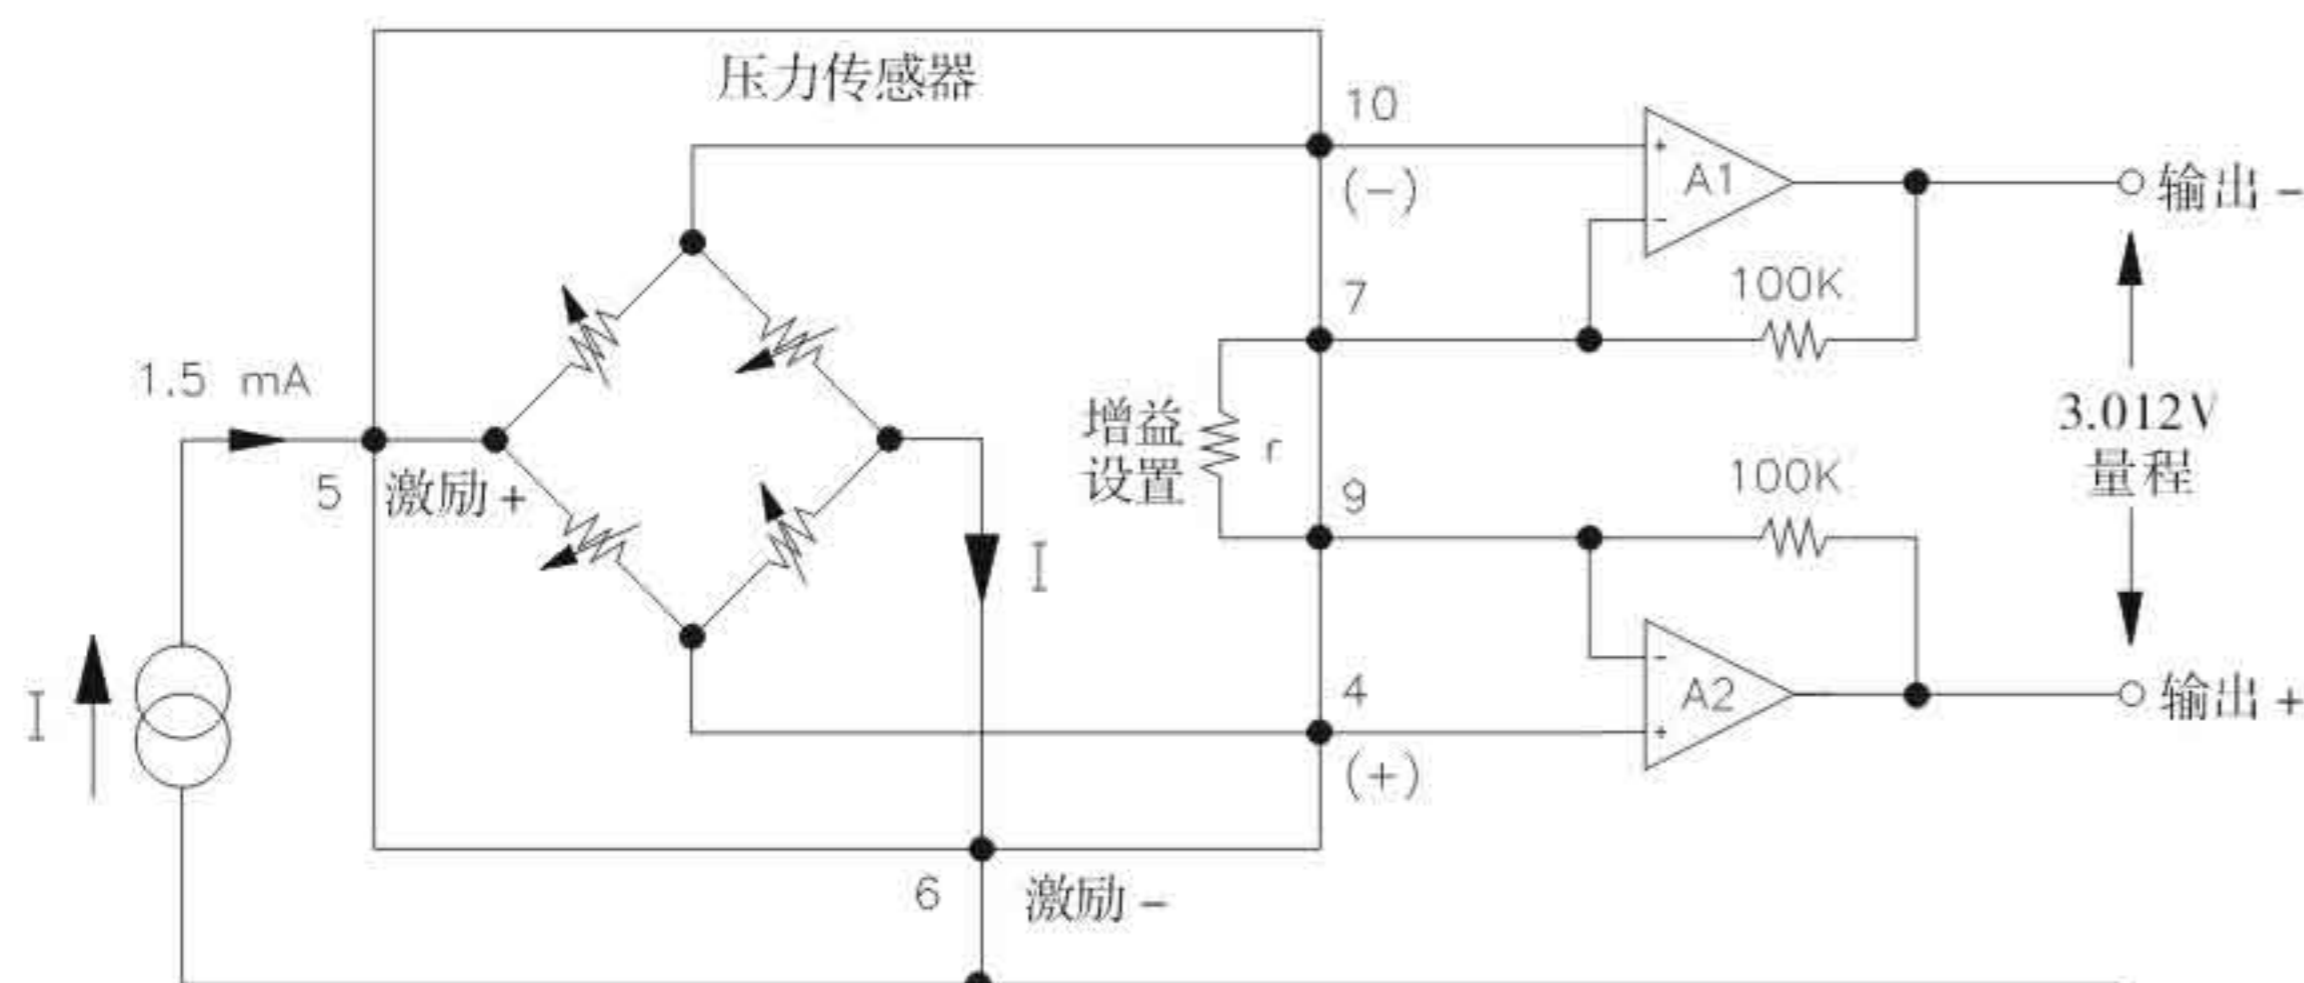 压力传感器
10
(-)
+
A1
-
输出 -
100K
7
1.5 mA
5
激励 +
增益
设置
r
3.012V
量程
9
100K
I
I
-
A2
+
4
(+)
输出 +
6
激励 -